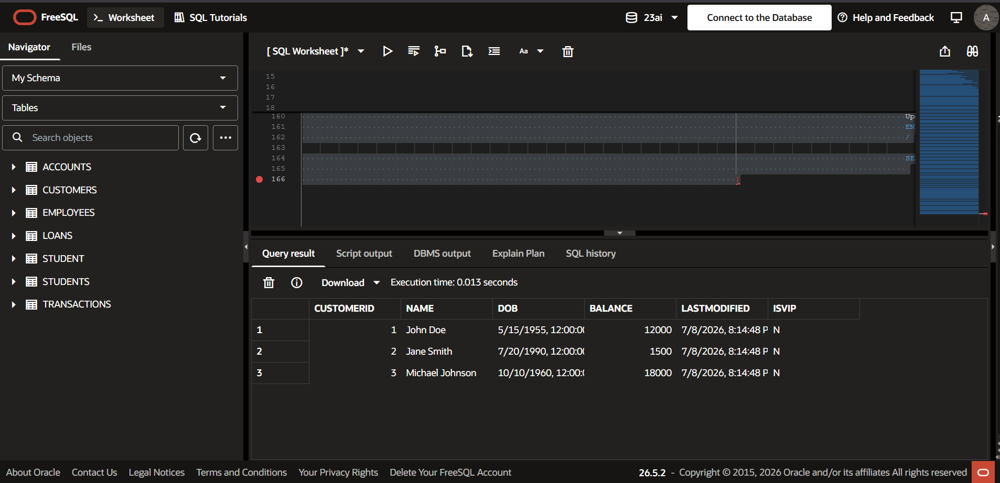 FreeSQL >_ Worksheet SQL Tutorials 23ai Connect to the Database Help and Feedback A
Navigator Files
[ SQL Worksheet ]* Aa
My Schema
Tables
Search objects
ACCOUNTS
CUSTOMERS
EMPLOYEES
LOANS
STUDENT
STUDENTS
TRANSACTIONS
15
16
17
18
160 Up
161 EN
162 /
163
164 SE
165
166 )
Query result Script output DBMS output Explain Plan SQL history
Download Execution time: 0.013 seconds
CUSTOMERID NAME DOB BALANCE LASTMODIFIED ISVIP
1 1 John Doe 5/15/1955, 12:00:00 12000 7/8/2026, 8:14:48 P N
2 2 Jane Smith 7/20/1990, 12:00:00 1500 7/8/2026, 8:14:48 P N
3 3 Michael Johnson 10/10/1960, 12:00:0 18000 7/8/2026, 8:14:48 P N
About Oracle Contact Us Legal Notices Terms and Conditions Your Privacy Rights Delete Your FreeSQL Account 26.5.2 - Copyright © 2015, 2026 Oracle and/or its affiliates All rights reserved